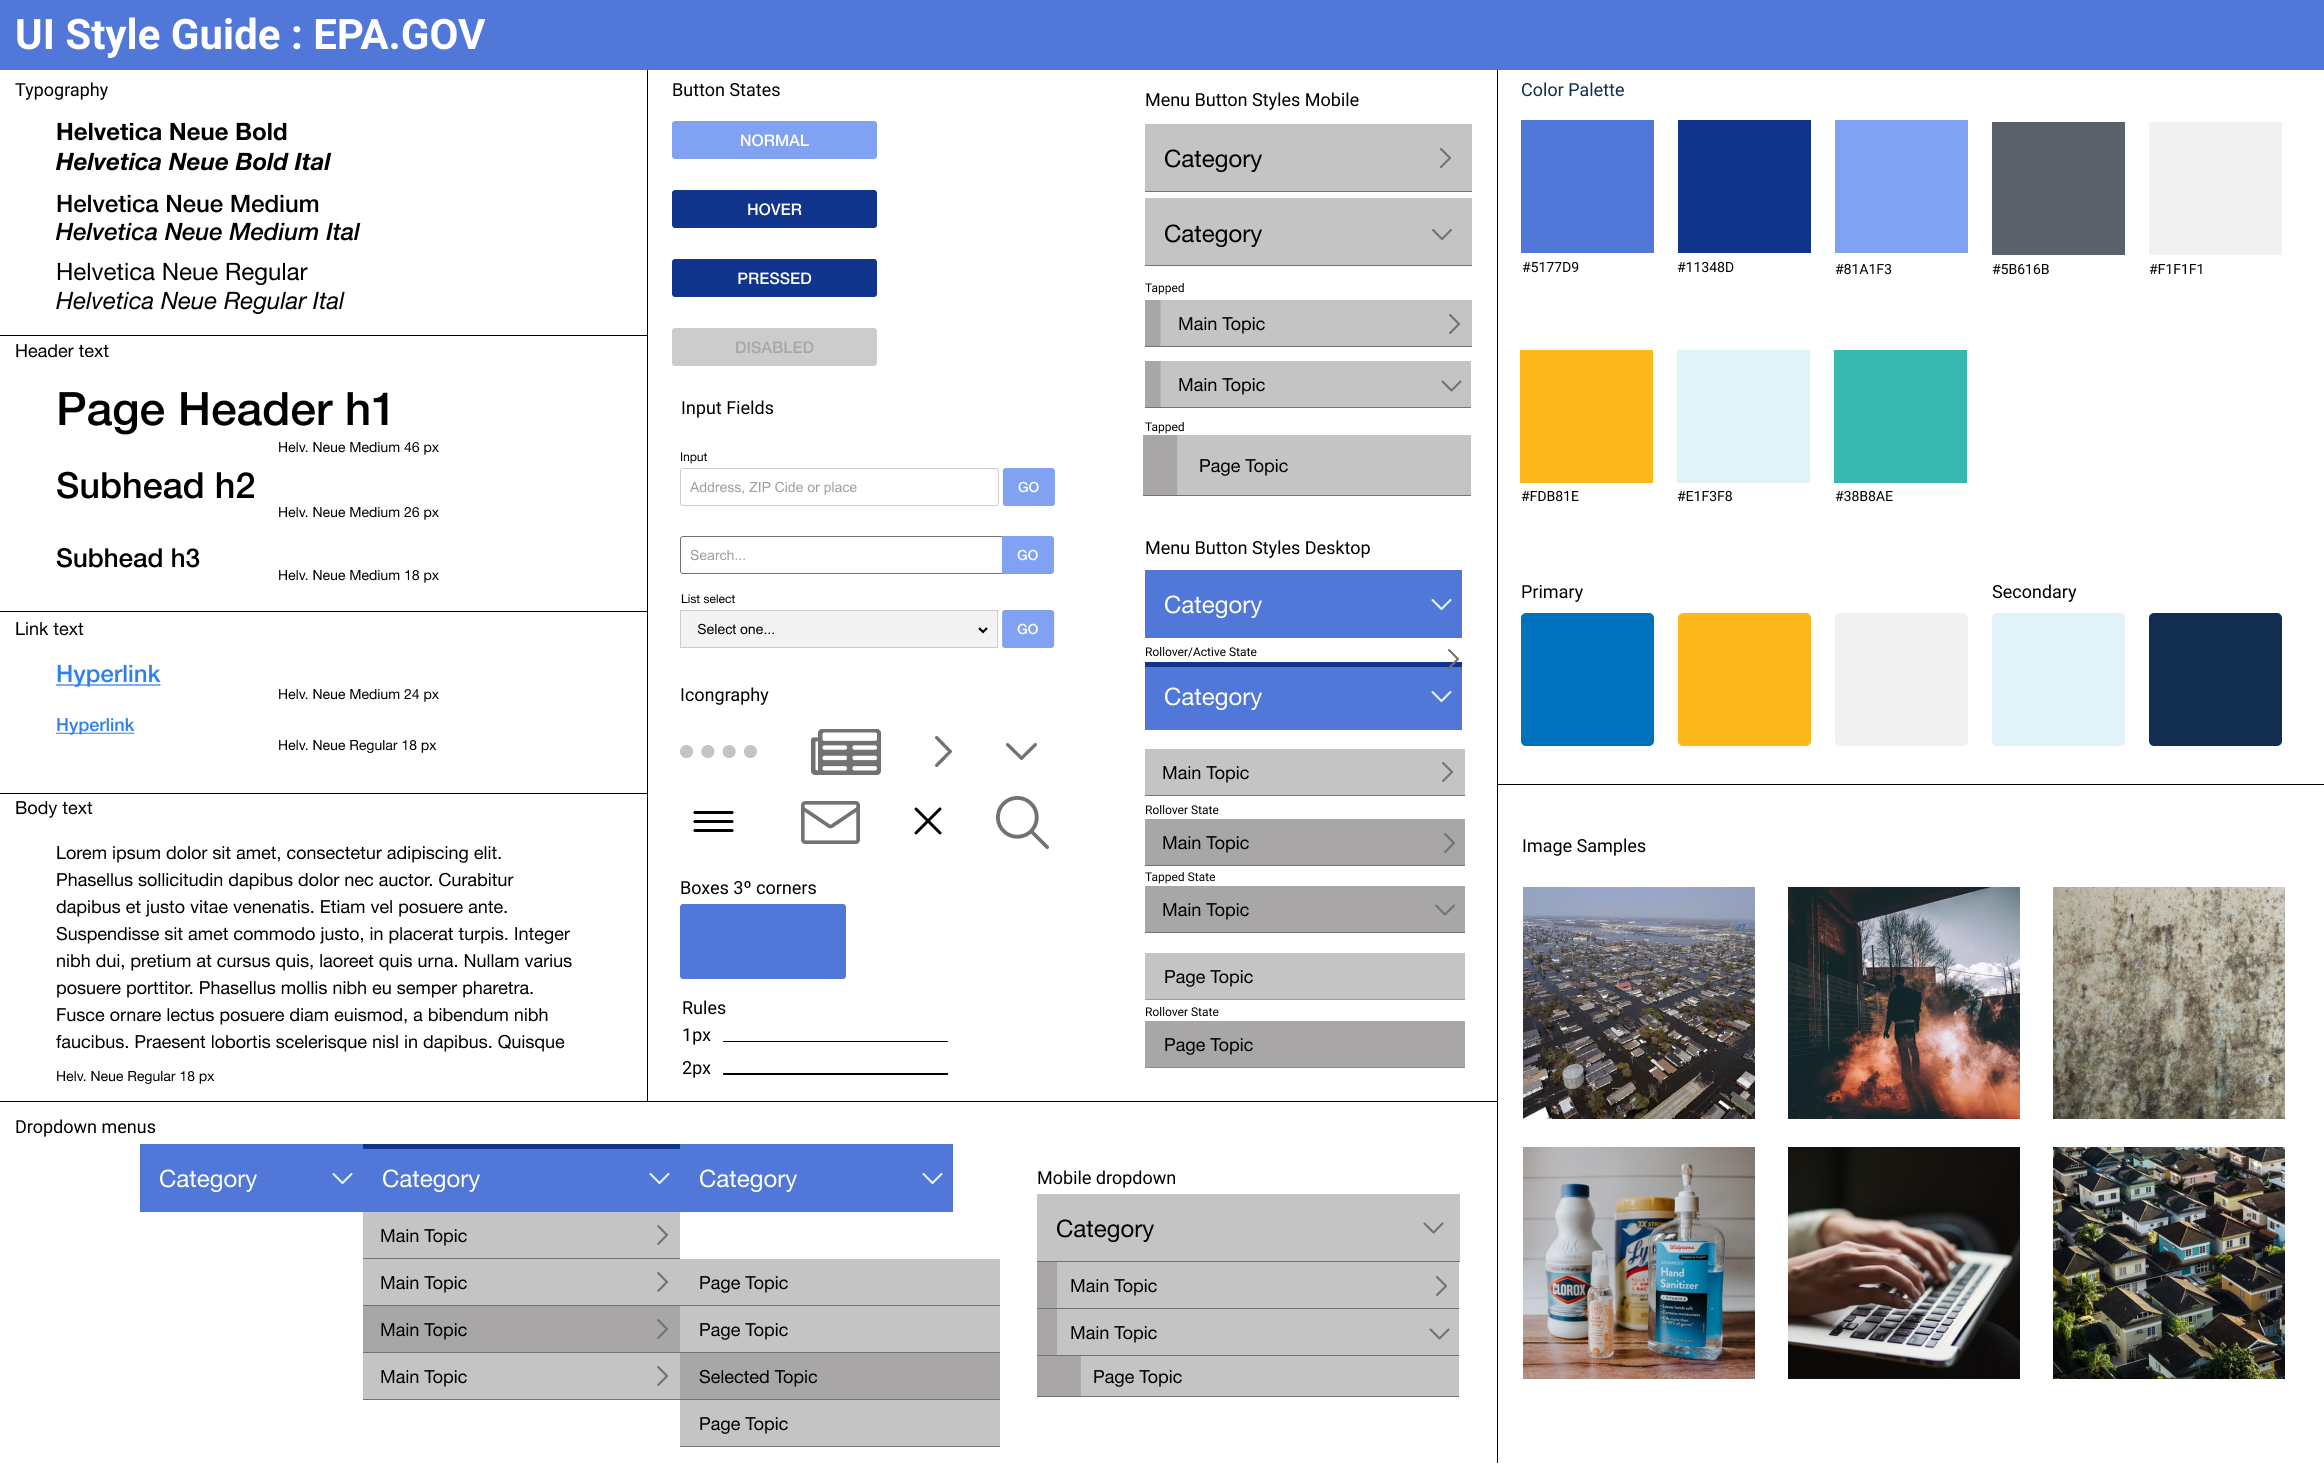 UI Style Guide : EPA.GOV
Typography
Helvetica Neue Bold
Helvetica Neue Bold Ital
Helvetica Neue Medium
Helvetica Neue Medium Ital
Helvetica Neue Regular
Helvetica Neue Regular Ital
Header text
Page Header h1
Helv. Neue Medium 46 px
Subhead h2
Helv. Neue Medium 26 px
Subhead h3
Helv. Neue Medium 18 px
Link text
Hyperlink
Helv. Neue Medium 24 px
Hyperlink
Helv. Neue Regular 18 px
Body text
Lorem ipsum dolor sit amet, consectetur adipiscing elit.
Phasellus sollicitudin dapibus dolor nec auctor. Curabitur
dapibus et justo vitae venenatis. Etiam vel posuere ante.
Suspendisse sit amet commodo justo, in placerat turpis. Integer
nibh dui, pretium at cursus quis, laoreet quis urna. Nullam varius
posuere porttitor. Phasellus mollis nibh eu semper pharetra.
Fusce ornare lectus posuere diam euismod, a bibendum nibh
faucibus. Praesent lobortis scelerisque nisl in dapibus. Quisque
Helv. Neue Regular 18 px
Button States
NORMAL
HOVER
PRESSED
DISABLED
Input Fields
Input
Address, ZIP Cide or place
GO
Search...
GO
List select
Select one...
GO
Icongraphy
Boxes 3º corners
Rules
1px
2px
Menu Button Styles Mobile
Category
Category
Tapped
Main Topic
Main Topic
Tapped
Page Topic
Menu Button Styles Desktop
Category
Rollover/Active State
Category
Main Topic
Rollover State
Main Topic
Tapped State
Main Topic
Page Topic
Rollover State
Page Topic
Color Palette
#5177D9
#11348D
#81A1F3
#5B616B
#F1F1F1
#FDB81E
#E1F3F8
#38B8AE
Primary
Secondary
Image Samples
CLOROX
Hand
Sanitizer
Dropdown menus
Category
Category
Category
Main Topic
Main Topic
Main Topic
Main Topic
Page Topic
Page Topic
Selected Topic
Page Topic
Mobile dropdown
Category
Main Topic
Main Topic
Page Topic